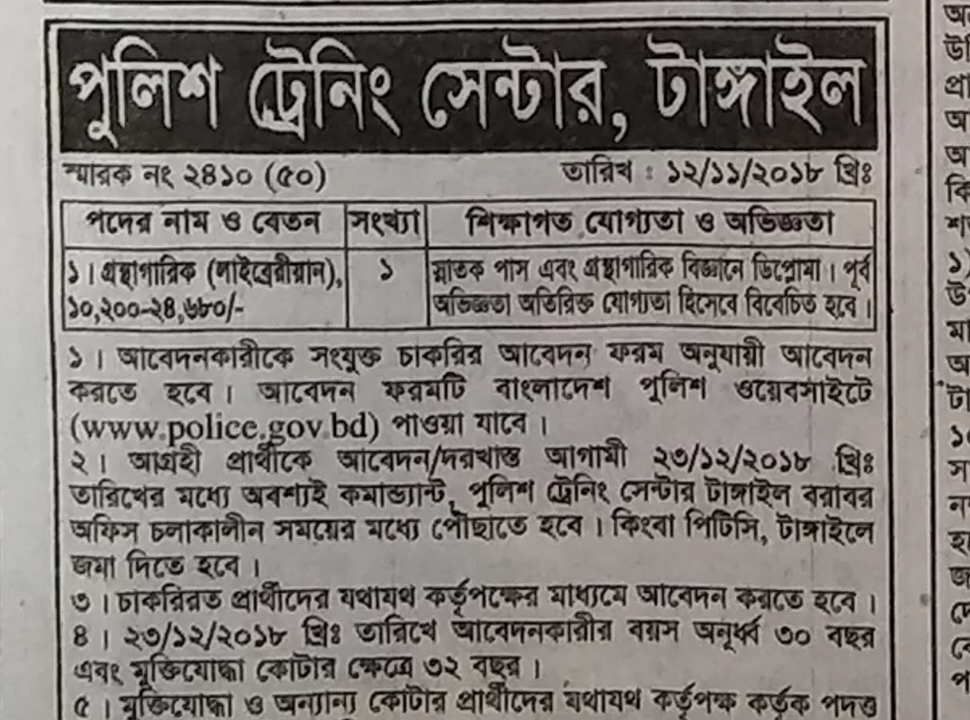 পুলিশ ট্রেনিং সেন্টার, টাঙ্গাইল
স্মারক নং ২৪১০ (৫০) তারিখ : ১২/১১/২০১৮ খ্রিঃ
পদের নাম ও বেতন সংখ্যা শিক্ষাগত যোগ্যতা ও অভিজ্ঞতা
১। গ্রন্থাগারিক (লাইব্রেরীয়ান), ১ স্নাতক পাস এবং গ্রন্থাগারিক বিজ্ঞানে ডিপ্লোমা। পূর্ব
১০,২০০-২৪,৬৮০/- অভিজ্ঞতা অতিরিক্ত যোগ্যতা হিসেবে বিবেচিত হবে।
১। আবেদনকারীকে সংযুক্ত চাকরির আবেদন ফরম অনুযায়ী আবেদন
করতে হবে। আবেদন ফরমটি বাংলাদেশ পুলিশ ওয়েবসাইটে
(www.police.gov.bd) পাওয়া যাবে।
২। আগ্রহী প্রার্থীকে আবেদন/দরখাস্ত আগামী ২৩/১২/২০১৮ খ্রিঃ
তারিখের মধ্যে অবশ্যই কমান্ড্যান্ট, পুলিশ ট্রেনিং সেন্টার টাঙ্গাইল বরাবর
অফিস চলাকালীন সময়ের মধ্যে পৌঁছাতে হবে। কিংবা পিটিসি, টাঙ্গাইলে
জমা দিতে হবে।
৩। চাকরিরত প্রার্থীদের যথাযথ কর্তৃপক্ষের মাধ্যমে আবেদন করতে হবে।
৪। ২৩/১২/২০১৮ খ্রিঃ তারিখে আবেদনকারীর বয়স অনূর্ধ্ব ৩০ বছর
এবং মুক্তিযোদ্ধা কোটার ক্ষেত্রে ৩২ বছর।
৫। মুক্তিযোদ্ধা ও অন্যান্য কোটার প্রার্থীদের যথাযথ কর্তৃপক্ষ কর্তৃক প্রদত্ত